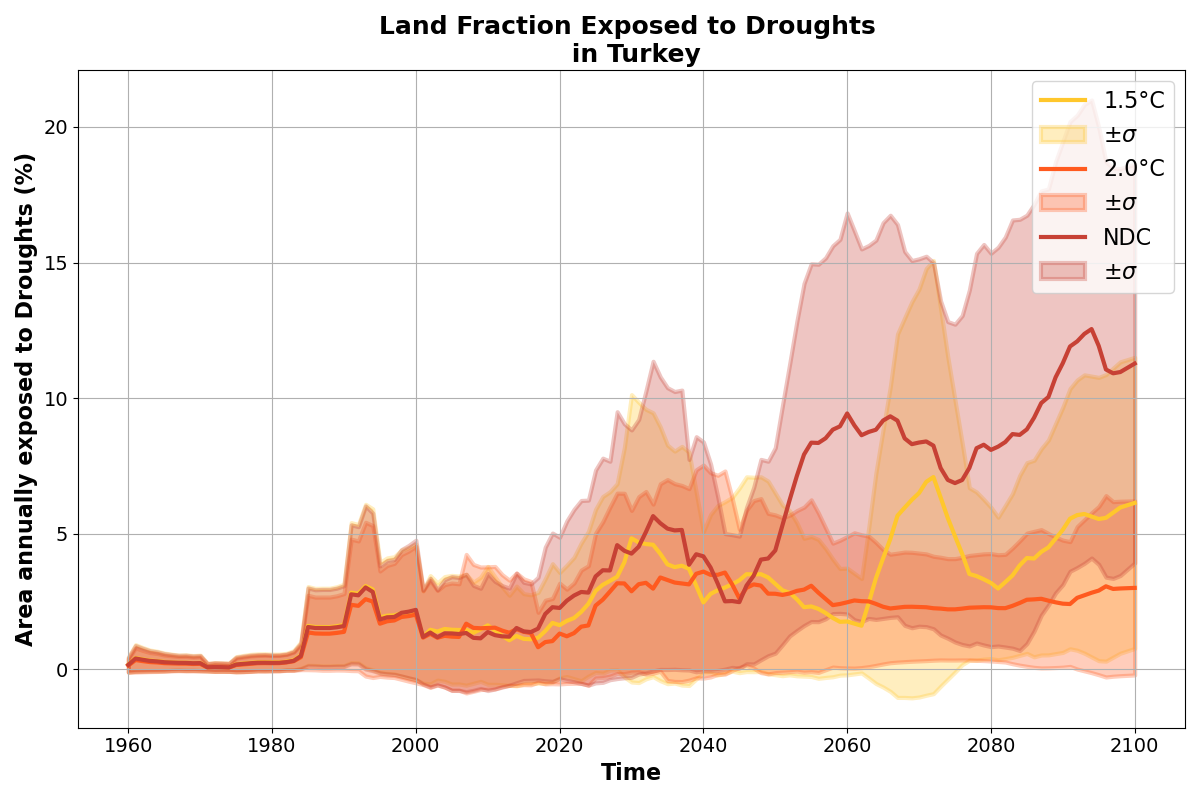 Land Fraction Exposed to Droughts
in Turkey
Area annually exposed to Droughts (%)
20
15
10
5
0
1.5°C
±σ
2.0°C
±σ
NDC
±σ
1960 1980 2000 2020 2040 2060 2080 2100
Time